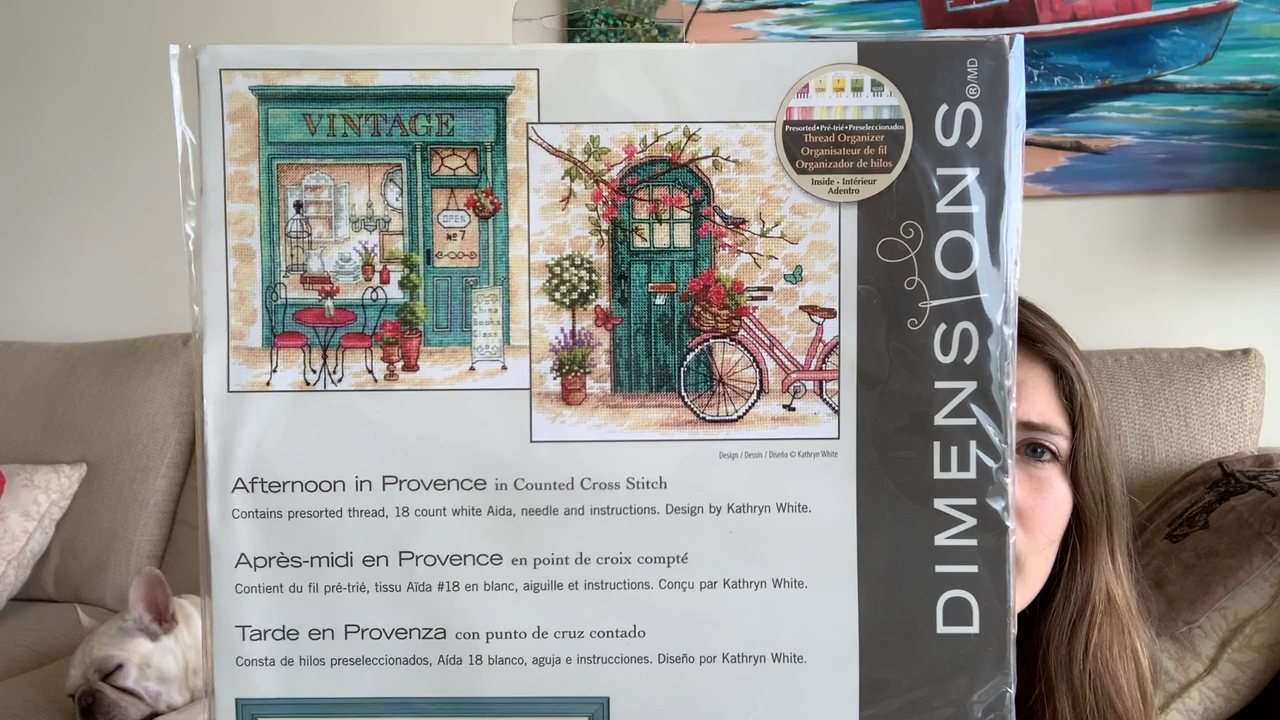 VINTAGE
OPEN
Nº7
Presorted • Pré-trié • Preseleccionados
Thread Organizer
Organisateur de fil
Organizador de hilos
Inside • Intérieur
Adentro
DIMENSIONS®/MD
Design / Dessin / Diseño © Kathryn White
Afternoon in Provence in Counted Cross Stitch
Contains presorted thread, 18 count white Aida, needle and instructions. Design by Kathryn White.
Après-midi en Provence en point de croix compté
Contient du fil pré-trié, tissu Aïda #18 en blanc, aiguille et instructions. Conçu par Kathryn White.
Tarde en Provenza con punto de cruz contado
Consta de hilos preseleccionados, Aída 18 blanco, aguja e instrucciones. Diseño por Kathryn White.